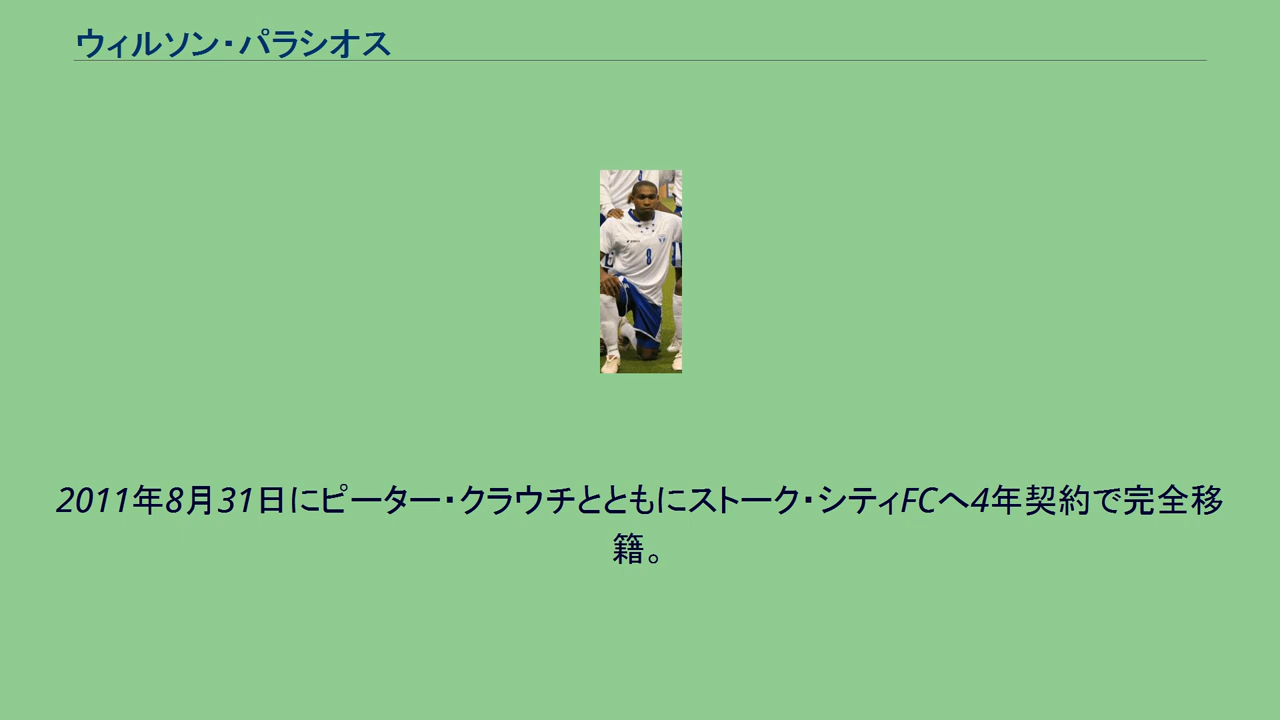 ウィルソン・パラシオス
8
2011年8月31日にピーター・クラウチとともにストーク・シティFCへ4年契約で完全移
籍。